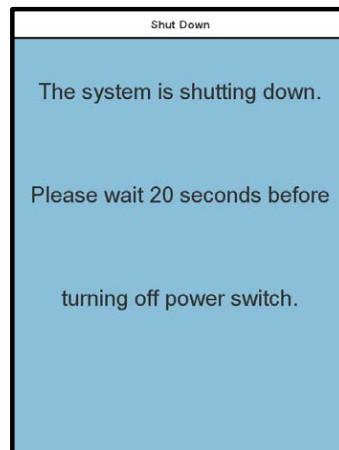 Shut Down
The system is shutting down.
Please wait 20 seconds before
turning off power switch.